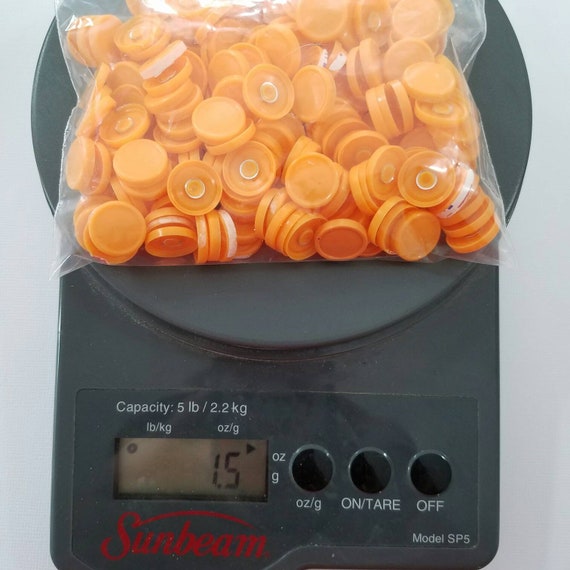 Capacity: 5 lb / 2.2 kg
lb/kg oz/g
1.5
oz
g
oz/g ON/TARE OFF
Sunbeam
Model SP5